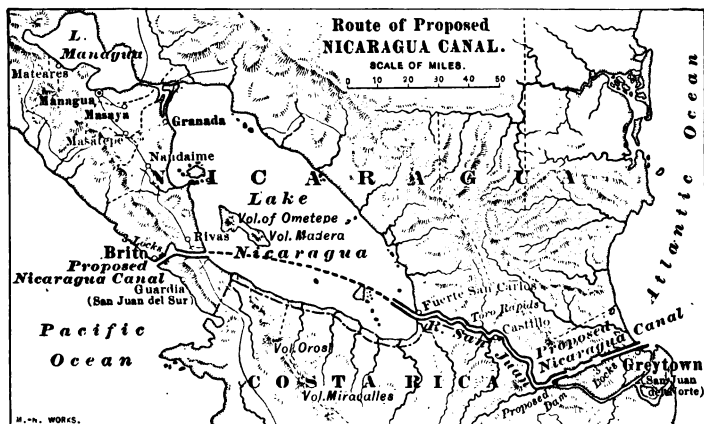 Route of Proposed
NICARAGUA CANAL.
SCALE OF MILES.
0 10 20 30 40 50
L.
Managua
Mateares
Managua
Masaya
Masatepe
Granada
Nandaime
NICARAGUA
Lake
Nicaragua
Vol. of Ometepe
Vol. Madera
3 Locks
Rivas
Brito
Proposed
Nicaragua Canal
Guardia
(San Juan del Sur)
Pacific
Ocean
Atlantic Ocean
Fuerte San Carlos
Toro Rapids
Castillo
R. San Juan
Proposed
Nicaragua Canal
3 Locks
Greytown
(San Juan
del Norte)
Proposed
Dam
Vol. Orosi
Vol. Miravalles
COSTA RICA
M.-N. WORKS.